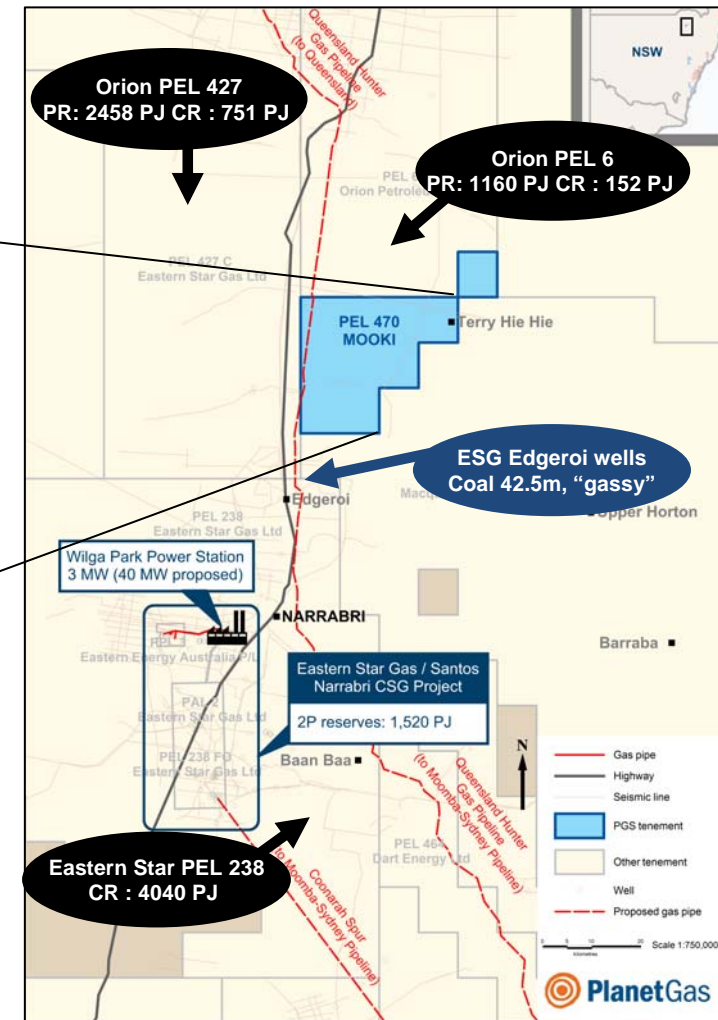 Queensland Hunter
Gas Pipeline
(to Queensland)
NSW
Orion PEL 427
PR: 2458 PJ CR : 751 PJ
Orion PEL 6
PR: 1160 PJ CR : 152 PJ
PEL 6
PEL 427 C
Eastern Star Gas Ltd
PEL 470
MOOKI
Terry Hie Hie
ESG Edgeroi wells
Coal 42.5m, “gassy”
Edgeroi
Upper Horton
PEL 238
Eastern Star Gas Ltd
Wilga Park Power Station
3 MW (40 MW proposed)
NARRABRI
Eastern Energy Australia P/L
Barraba
Eastern Star Gas / Santos
Narrabri CSG Project
2P reserves: 1,520 PJ
PAL 2
Eastern Star Gas Ltd
PEL 238 FO
Eastern Star Gas Ltd
Baan Baa
Queensland Hunter
Gas Pipeline
(to Moomba-Sydney Pipeline)
PEL 464
Dart Energy Ltd
Eastern Star PEL 238
CR : 4040 PJ
Coonarah Spur
(to Moomba-Sydney Pipeline)
N
Gas pipe
Highway
Seismic line
PGS tenement
Other tenement
Well
Proposed gas pipe
0 5 10 20
Kilometres
Scale 1:750,000
PlanetGas